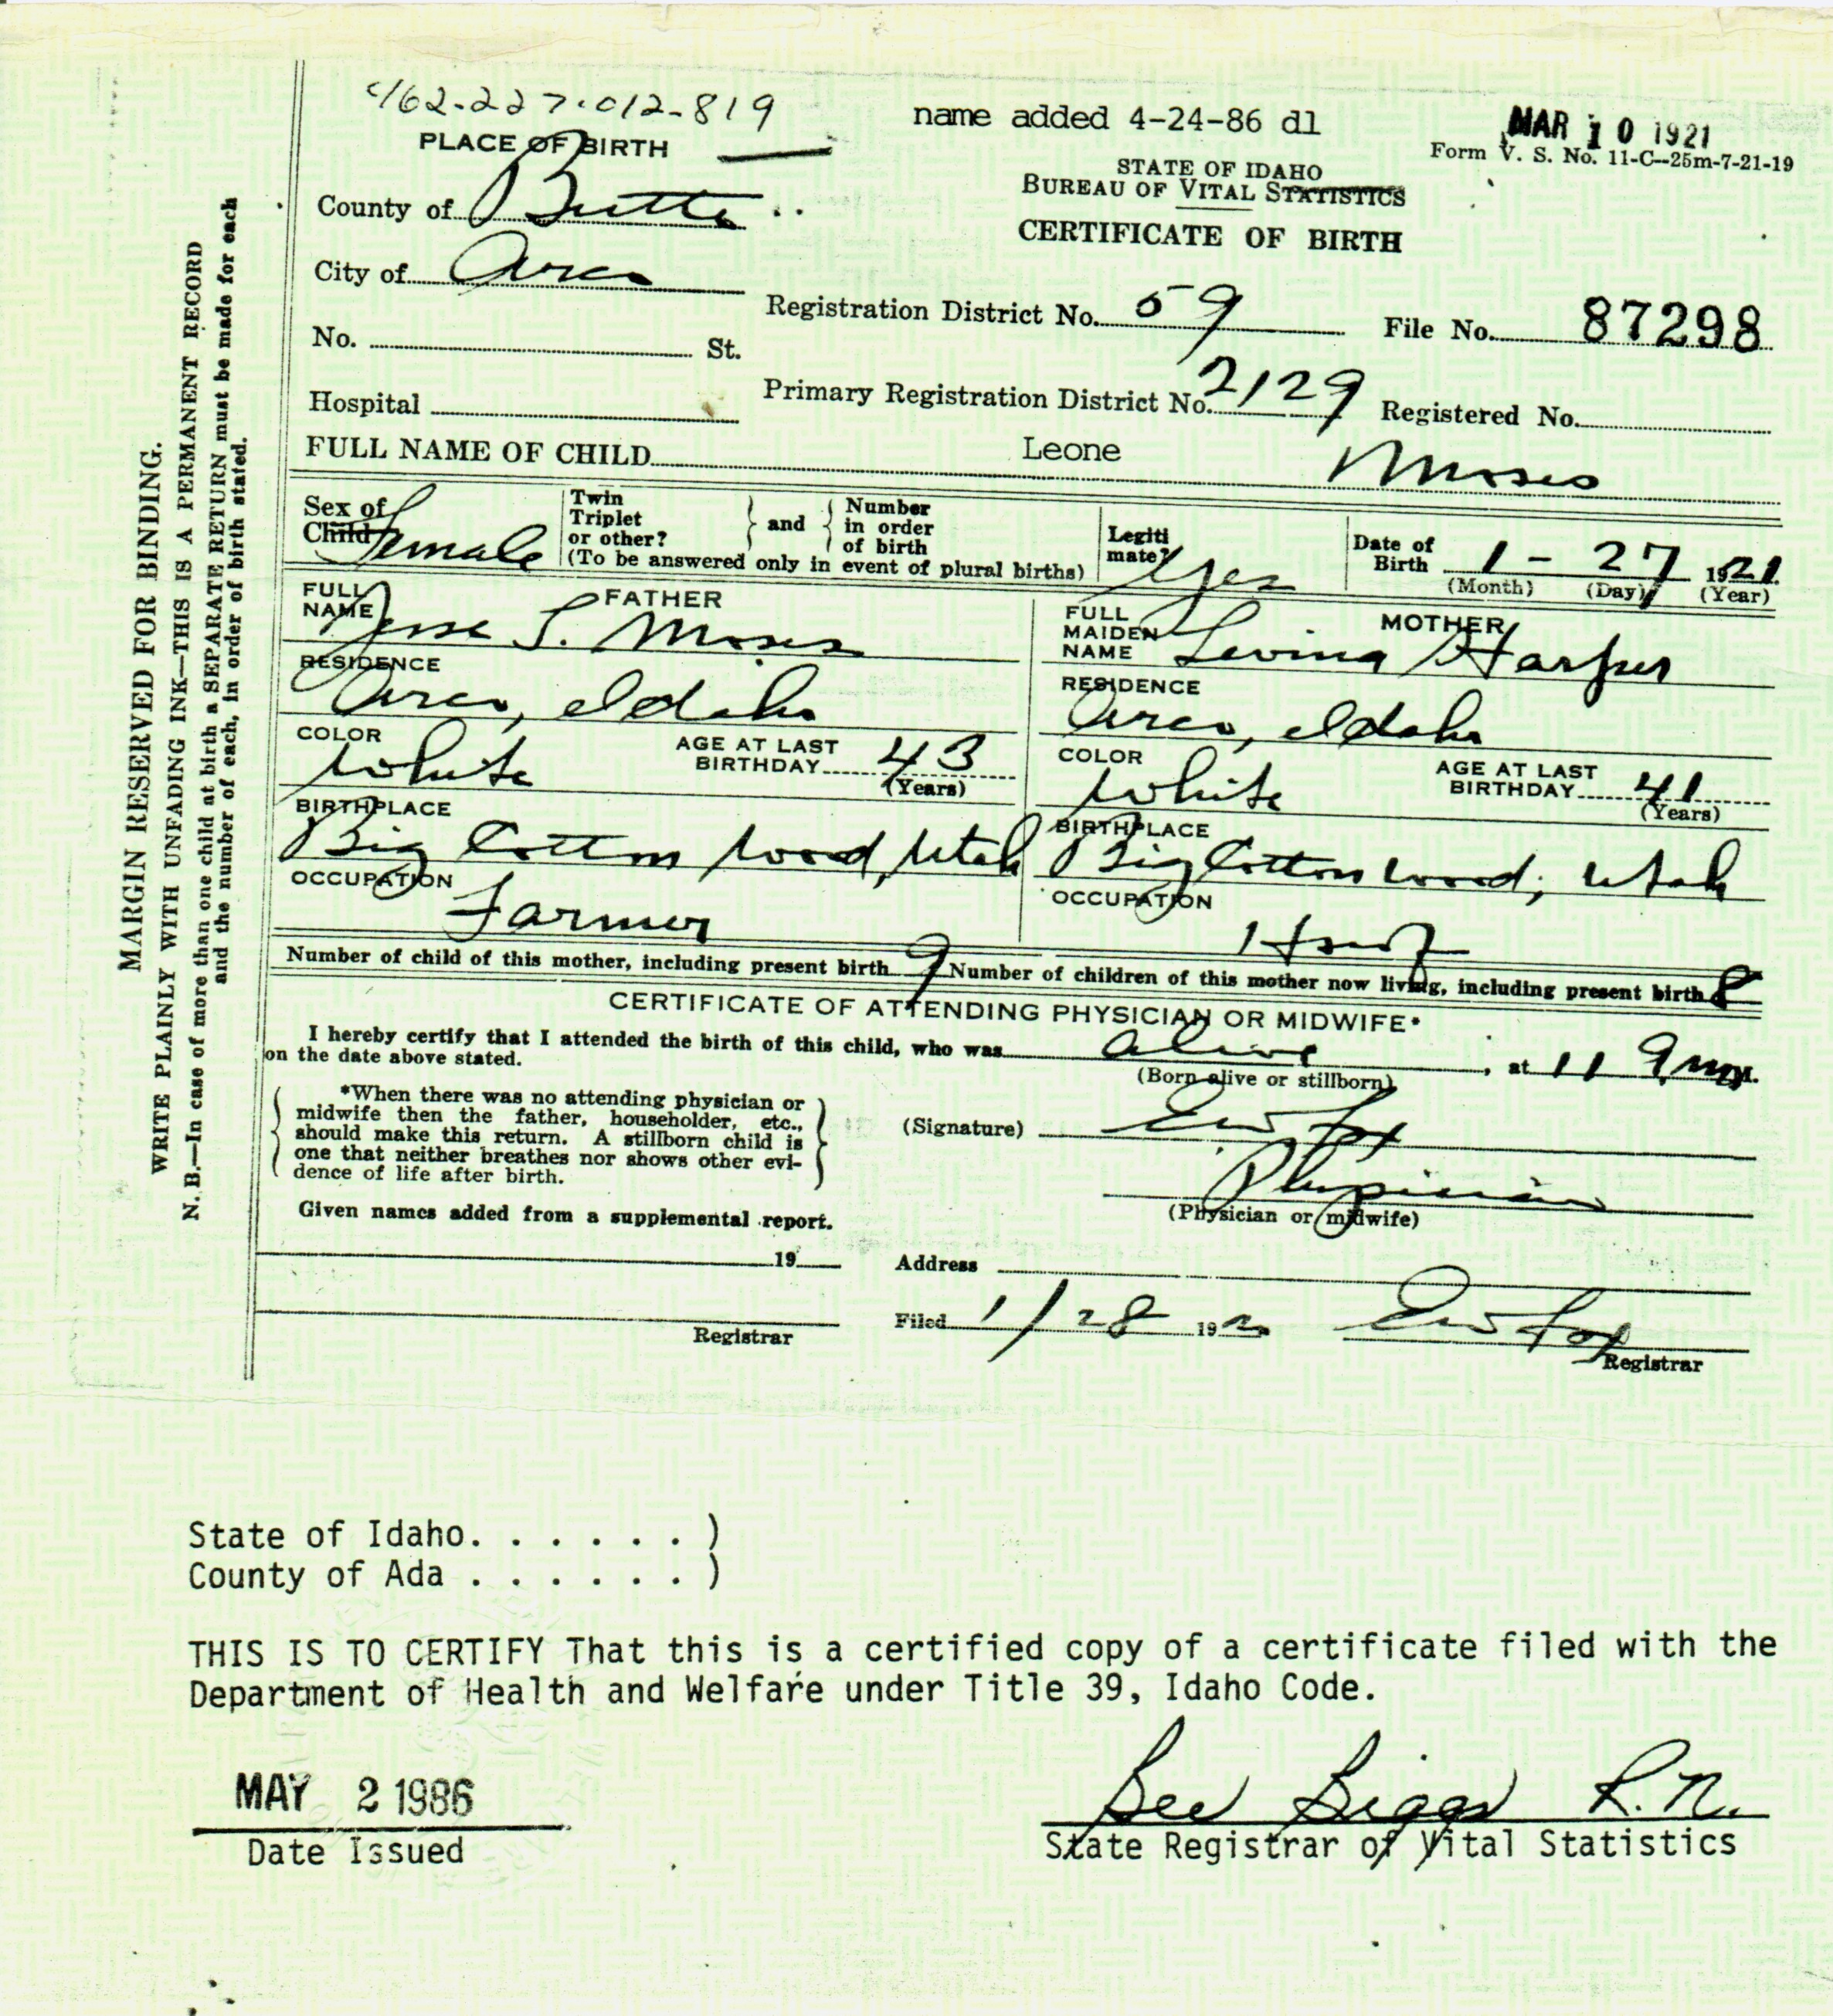 462-227-012-819
name added 4-24-86 dl
MAR 10 1921
Form V. S. No. 11-C--25m-7-21-19
PLACE OF BIRTH
STATE OF IDAHO
BUREAU OF VITAL STATISTICS
CERTIFICATE OF BIRTH
County of Butte
City of Arco
Registration District No. 59
File No. 87298
No. St.
Hospital
Primary Registration District No. 2129
Registered No.
FULL NAME OF CHILD Leone Moses
Sex of Child Female
Twin Triplet or other? } and { Number in order of birth
(To be answered only in event of plural births)
Legiti mate? Yes
Date of Birth 1 - 27 1921
(Month) (Day) (Year)
FATHER
FULL NAME Jesse S. Moses
RESIDENCE
Arco, Idaho
COLOR White
AGE AT LAST BIRTHDAY 43
(Years)
BIRTHPLACE
Big Cotton Wood, Utah
OCCUPATION
Farmer
MOTHER
FULL MAIDEN NAME Levina Harper
RESIDENCE
Arco, Idaho
COLOR White
AGE AT LAST BIRTHDAY 41
(Years)
BIRTHPLACE
Big Cotton Wood, Utah
OCCUPATION
Number of child of this mother, including present birth 9 Number of children of this mother now living, including present birth 8
CERTIFICATE OF ATTENDING PHYSICIAN OR MIDWIFE*
I hereby certify that I attended the birth of this child, who was alive, at 11 M.
on the date above stated.
(Born alive or stillborn)
*When there was no attending physician or
midwife then the father, householder, etc.,
should make this return. A stillborn child is
one that neither breathes nor shows other evi-
dence of life after birth.
(Signature) EW Fox
Physician
(Physician or midwife)
Given names added from a supplemental report.
19
Registrar
Address
Filed 1/28 192 EW Fox
Registrar
MARGIN RESERVED FOR BINDING.
WRITE PLAINLY WITH UNFADING INK—THIS IS A PERMANENT RECORD
N. B.—In case of more than one child at birth a SEPARATE RETURN must be made for each
and the number of each, in order of birth stated.
State of Idaho. . . . . . )
County of Ada . . . . . . )
THIS IS TO CERTIFY That this is a certified copy of a certificate filed with the
Department of Health and Welfare under Title 39, Idaho Code.
MAY 2 1986
Date Issued
Bee Biggs R.N.
State Registrar of Vital Statistics